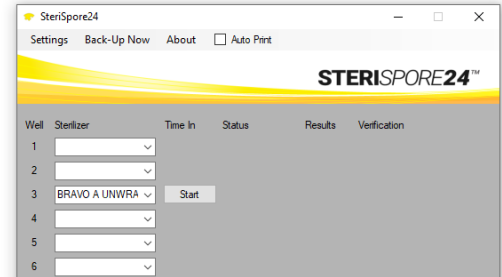 SteriSpore24
Settings Back-Up Now About Auto Print
STERISPORE24™
Well Sterilizer Time In Status Results Verification
1
2
3 BRAVO A UNWRA Start
4
5
6